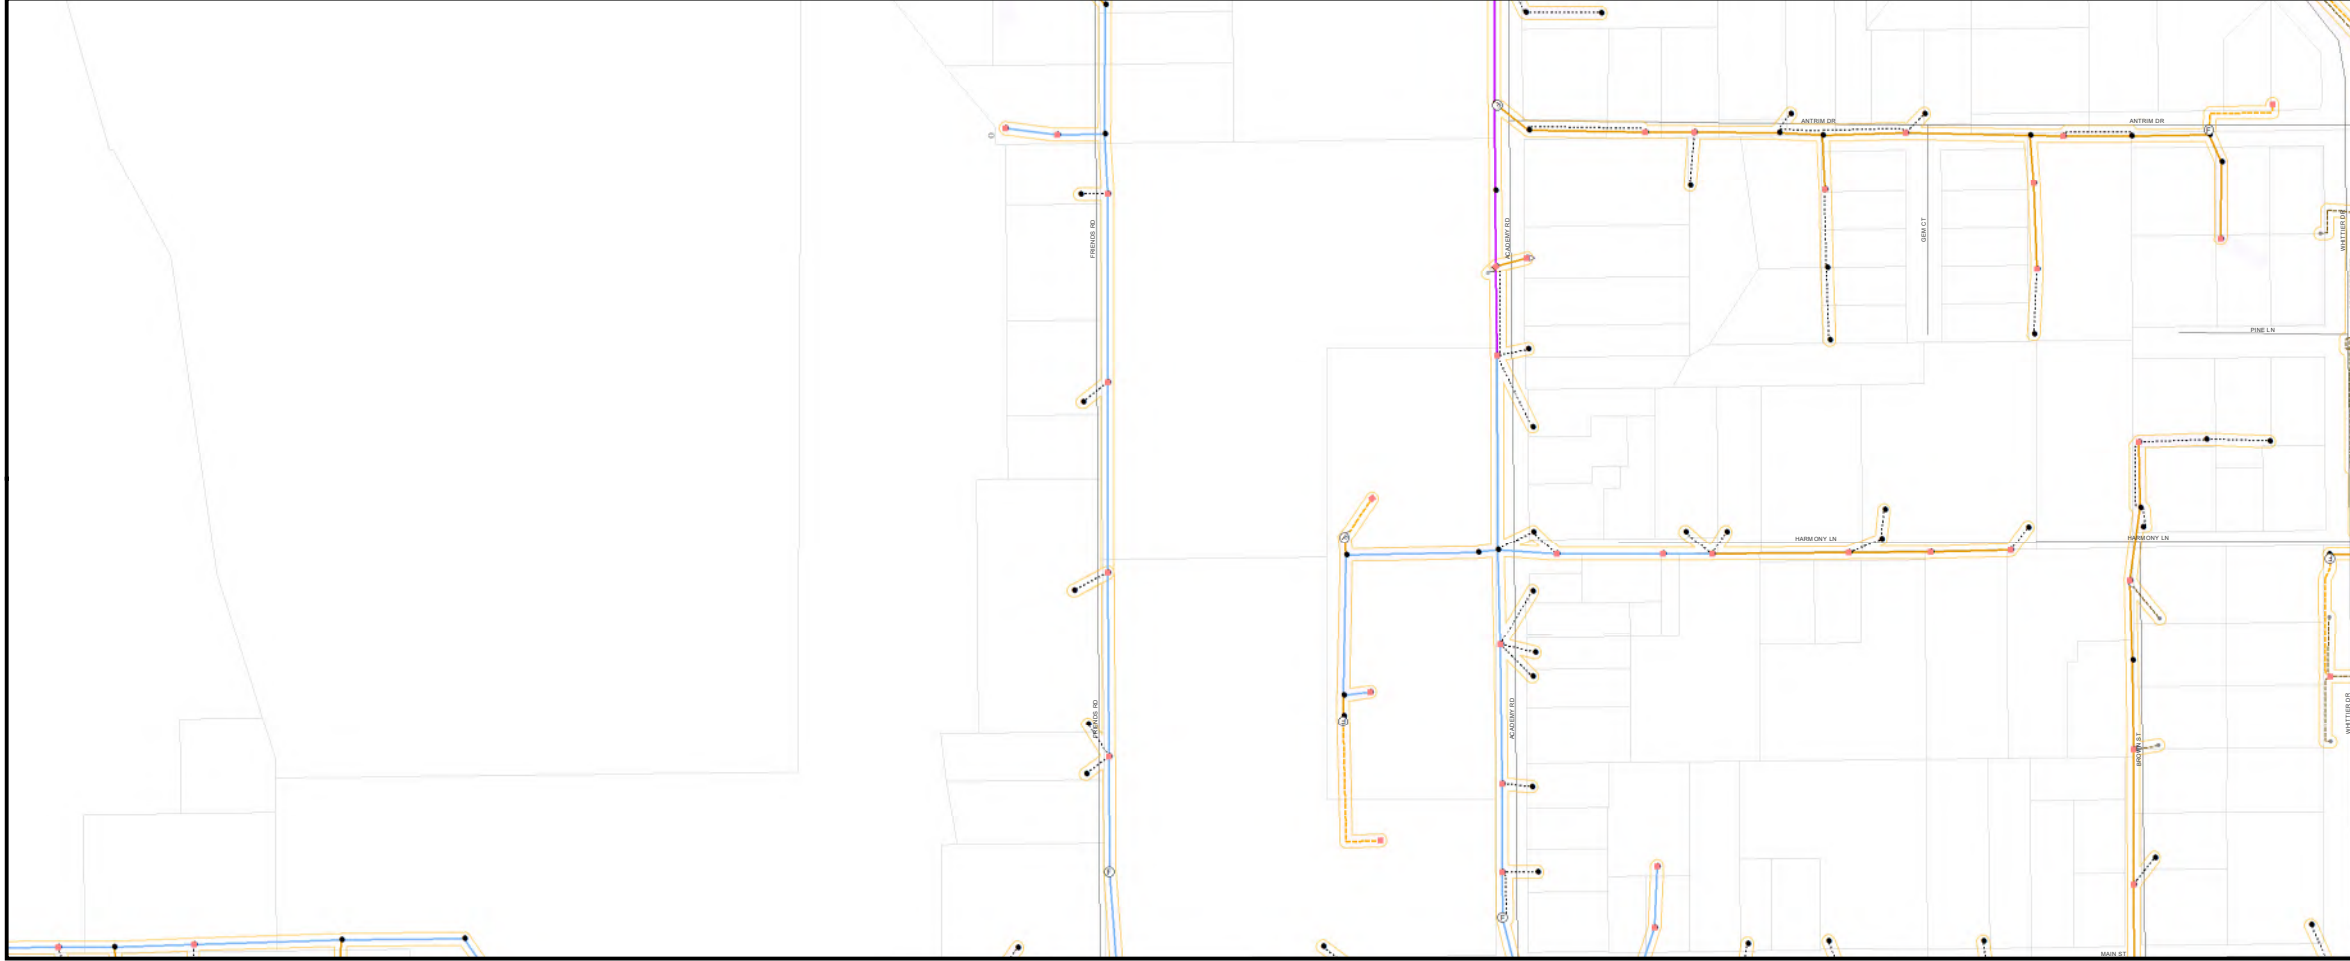 ANTRIM DR
ANTRIM DR
FRIENDS RD
ACADEMY RD
GEM CT
WHITTIER DR
PINE LN
HARMONY LN
HARMONY LN
FRIENDS RD
ACADEMY RD
BROWN ST
WHITTIER DR
MAIN ST
F
F
F